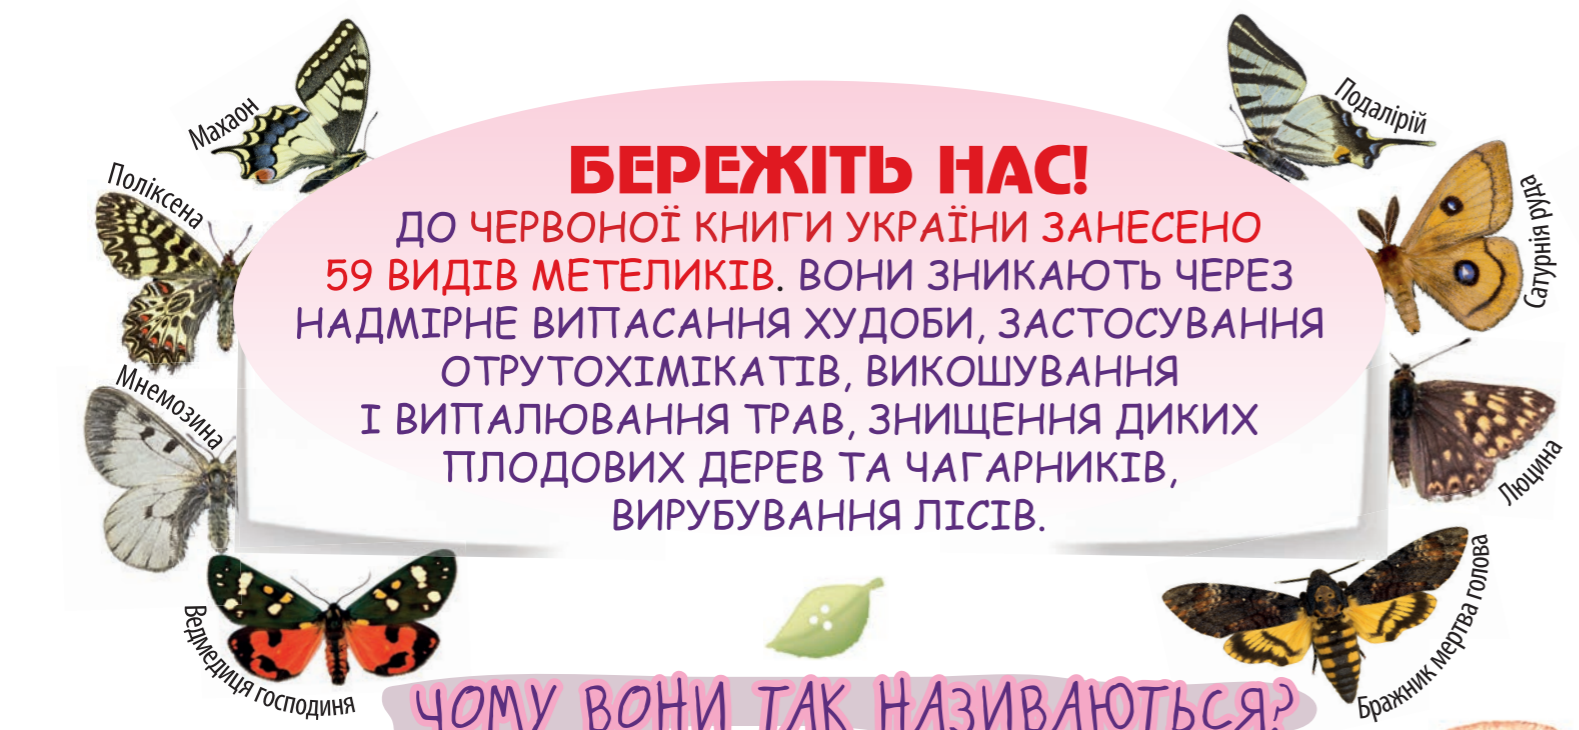 Махаон
Поліксена
Мнемозина
Ведмедиця господиня
БЕРЕЖІТЬ НАС!
ДО ЧЕРВОНОЇ КНИГИ УКРАЇНИ ЗАНЕСЕНО
59 ВИДІВ МЕТЕЛИКІВ. ВОНИ ЗНИКАЮТЬ ЧЕРЕЗ
НАДМІРНЕ ВИПАСАННЯ ХУДОБИ, ЗАСТОСУВАННЯ
ОТРУТОХІМІКАТІВ, ВИКОШУВАННЯ
І ВИПАЛЮВАННЯ ТРАВ, ЗНИЩЕННЯ ДИКИХ
ПЛОДОВИХ ДЕРЕВ ТА ЧАГАРНИКІВ,
ВИРУБУВАННЯ ЛІСІВ.
Подалірій
Сатурнія руда
Люцина
Бражник мертва голова
ЧОМУ ВОНИ ТАК НАЗИВАЮТЬСЯ?